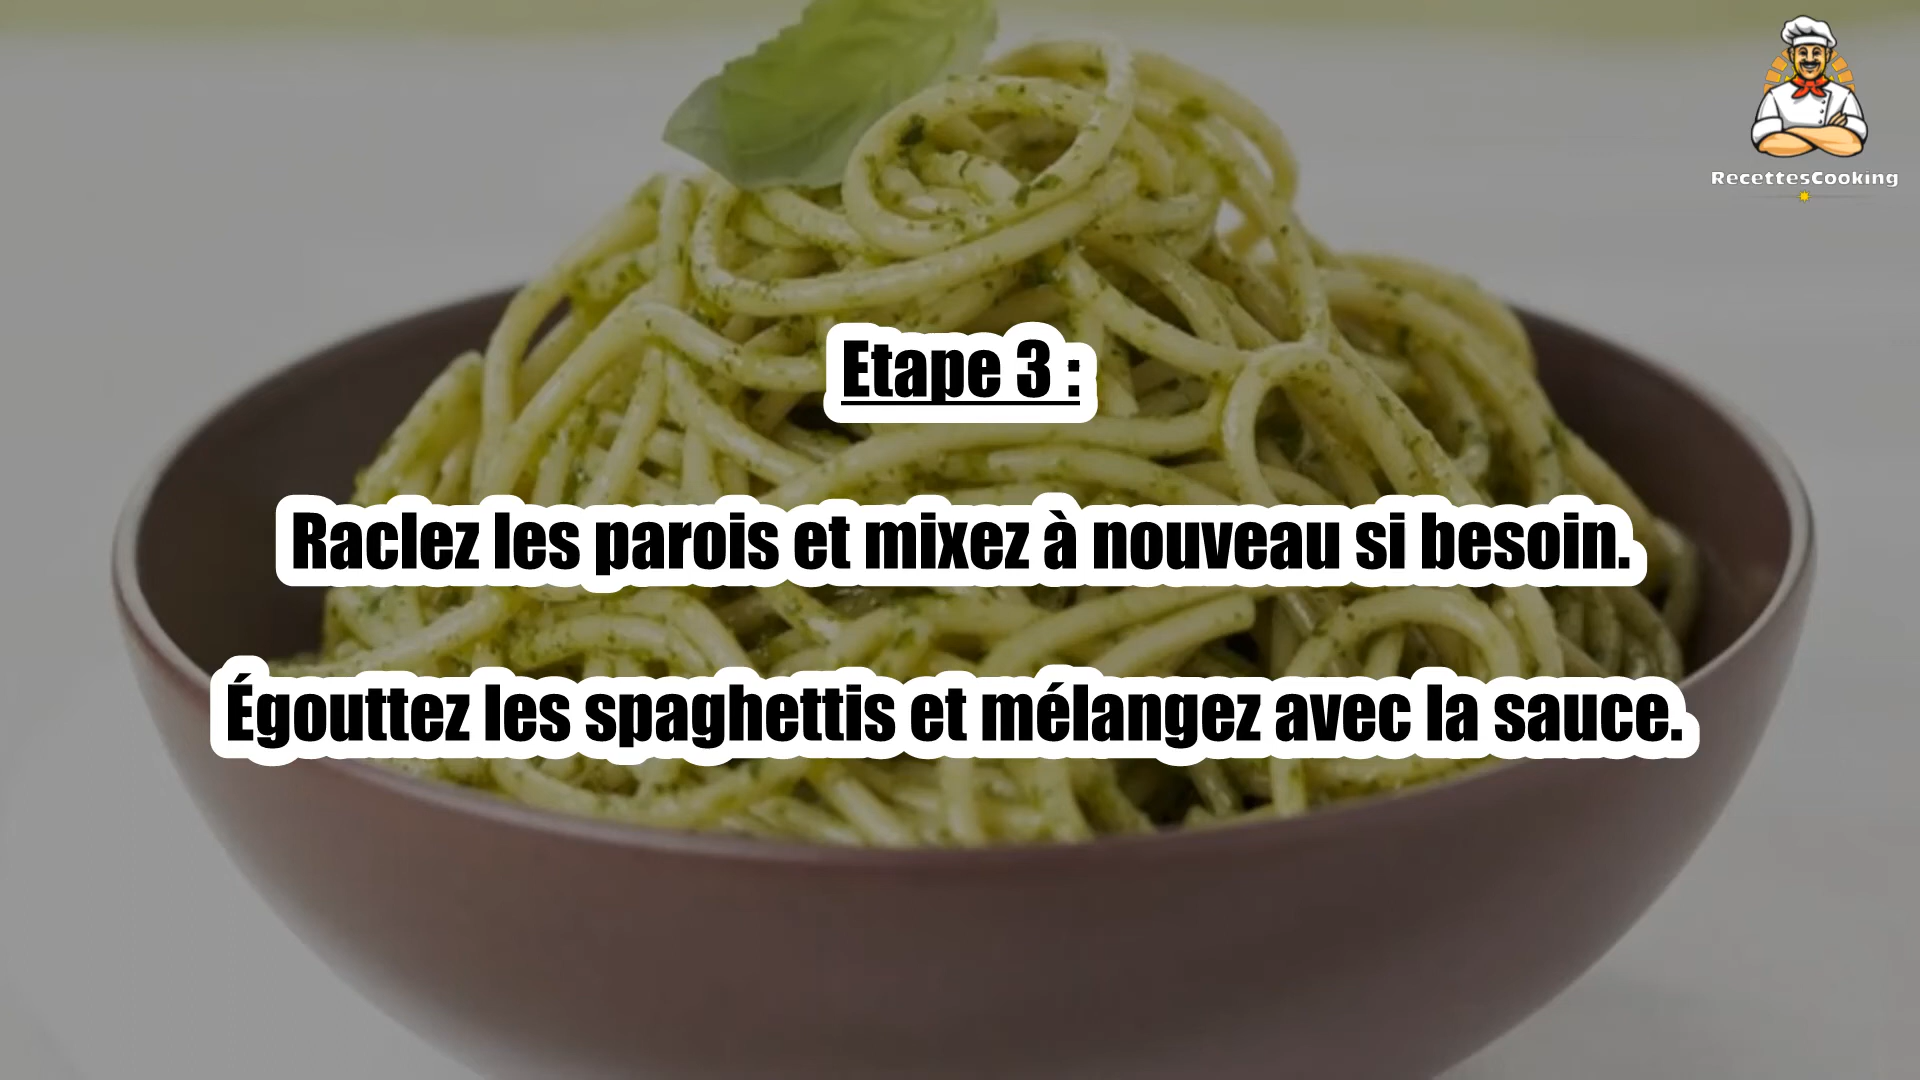 RecettesCooking
Etape 3 :
Raclez les parois et mixez à nouveau si besoin.
Égouttez les spaghettis et mélangez avec la sauce.